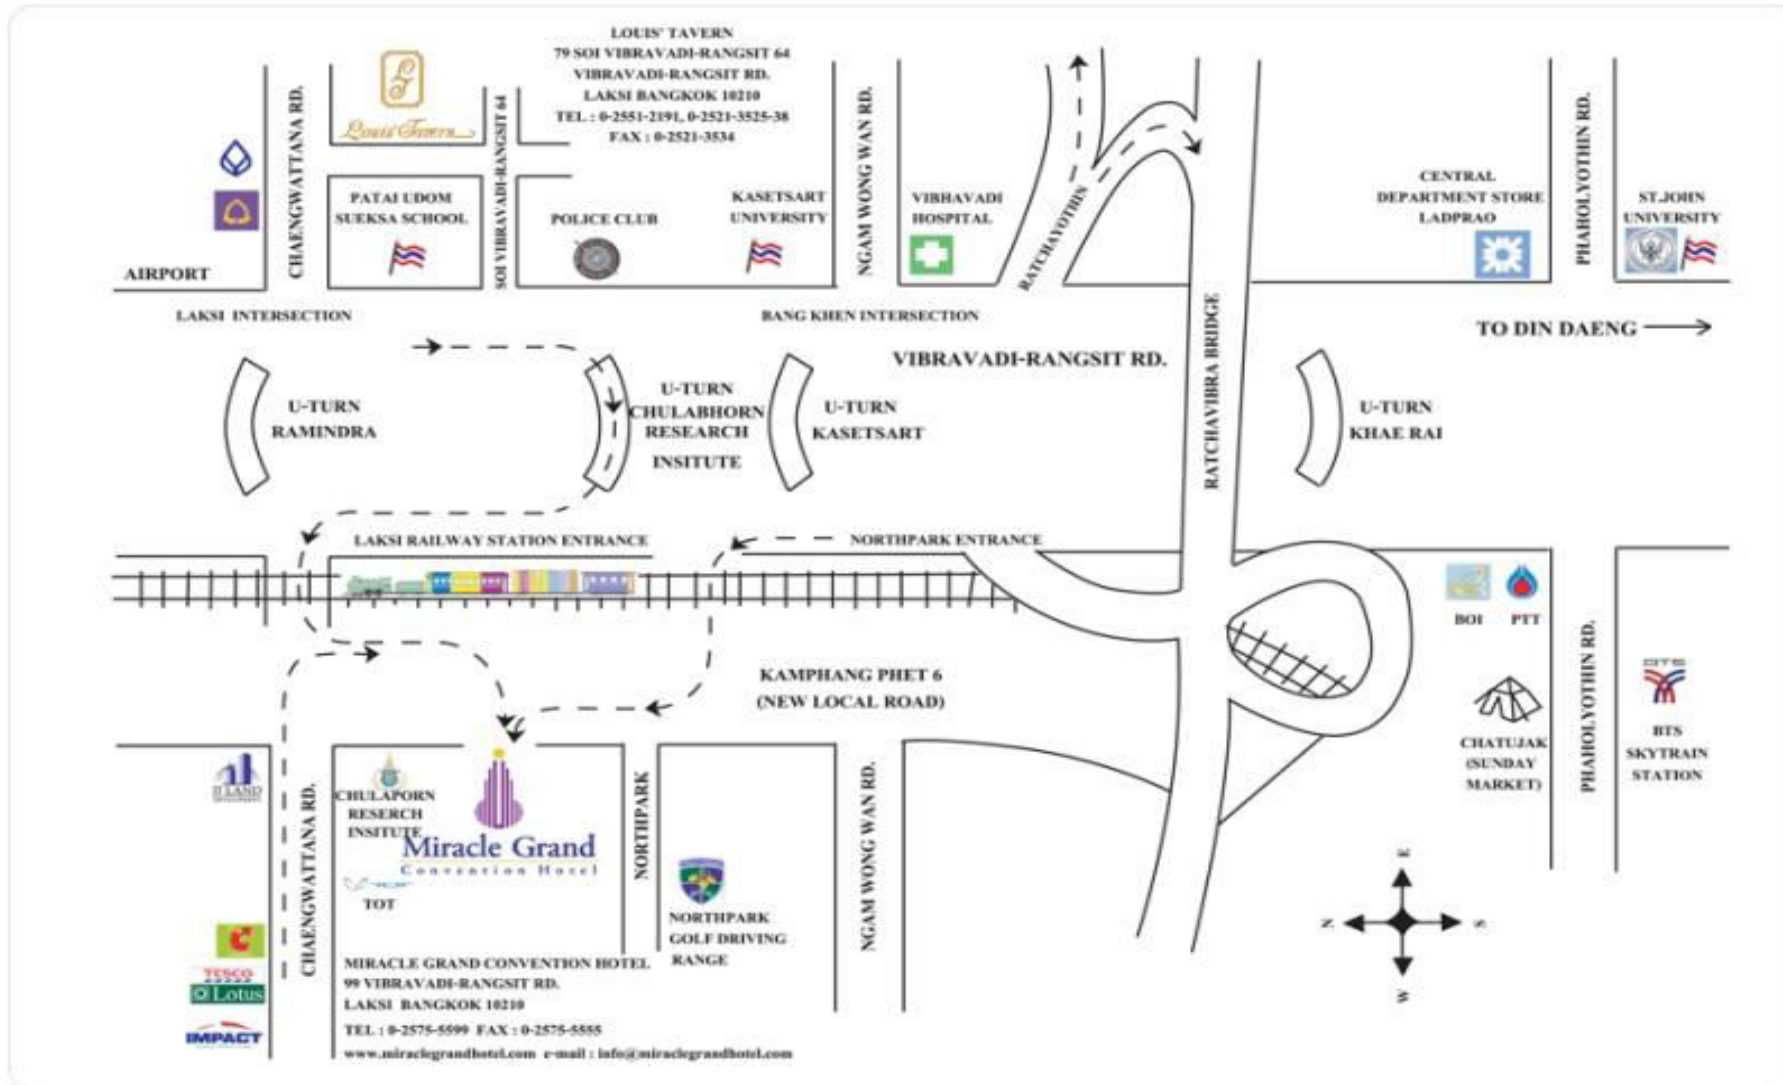 LOUIS' TAVERN
79 SOI VIBRAVADI-RANGSIT 64
VIBRAVADI-RANGSIT RD.
LAKSI BANGKOK 10210
TEL : 0-2551-2191, 0-2521-3525-38
FAX : 0-2521-3534
CHAENGWATTANA RD.
Louis' Tavern
SOI VIBRAVADI-RANGSIT 64
PATAI UDOM
SUEKSA SCHOOL
POLICE CLUB
KASETSART
UNIVERSITY
NGAM WONG WAN RD.
VIBHAVADI
HOSPITAL
RATCHAYOTHIN
CENTRAL
DEPARTMENT STORE
LADPRAO
PHAHOLYOTHIN RD.
ST.JOHN
UNIVERSITY
AIRPORT
LAKSI INTERSECTION
BANG KHEN INTERSECTION
TO DIN DAENG
VIBRAVADI-RANGSIT RD.
RATCHAVIBRA BRIDGE
U-TURN
RAMINDRA
U-TURN
CHULABHORN
RESEARCH
INSITUTE
U-TURN
KASETSART
U-TURN
KHAE RAI
LAKSI RAILWAY STATION ENTRANCE
NORTHPARK ENTRANCE
BOI
PTT
KAMPHANG PHET 6
(NEW LOCAL ROAD)
PHAHOLYOTHIN RD.
BTS
CHATUJAK
(SUNDAY
MARKET)
BTS
SKYTRAIN
STATION
LAND
CHAENGWATTANA RD.
CHULAPORN
RESERCH
INSITUTE
Miracle Grand
Convention Hotel
TOT
NORTHPARK
NGAM WONG WAN RD.
NORTHPARK
GOLF DRIVING
RANGE
E
N
S
W
TESCO
Lotus
IMPACT
MIRACLE GRAND CONVENTION HOTEL
99 VIBRAVADI-RANGSIT RD.
LAKSI BANGKOK 10210
TEL : 0-2575-5599 FAX : 0-2575-5555
www.miraclegrandhotel.com e-mail : info@miraclegrandhotel.com